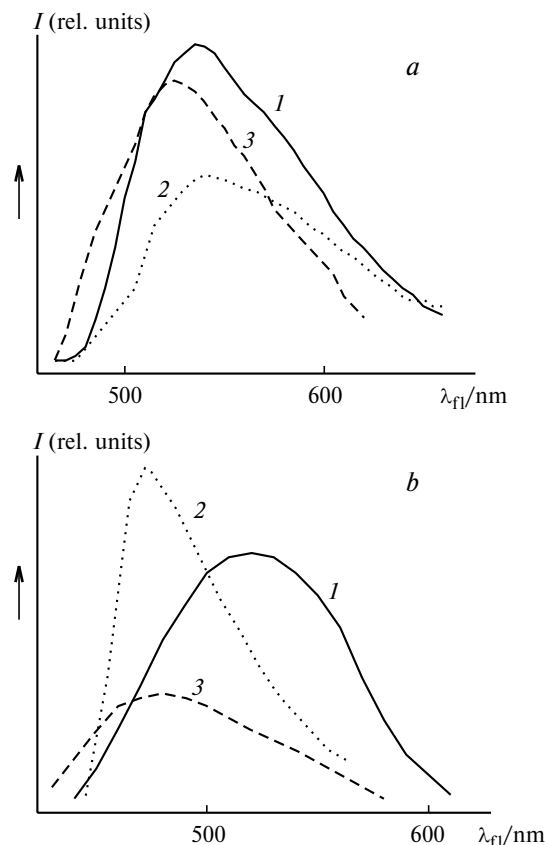 I (rel. units)
a
1
3
2
500 600
λfl/nm
I (rel. units)
b
2
1
3
500 600
λfl/nm